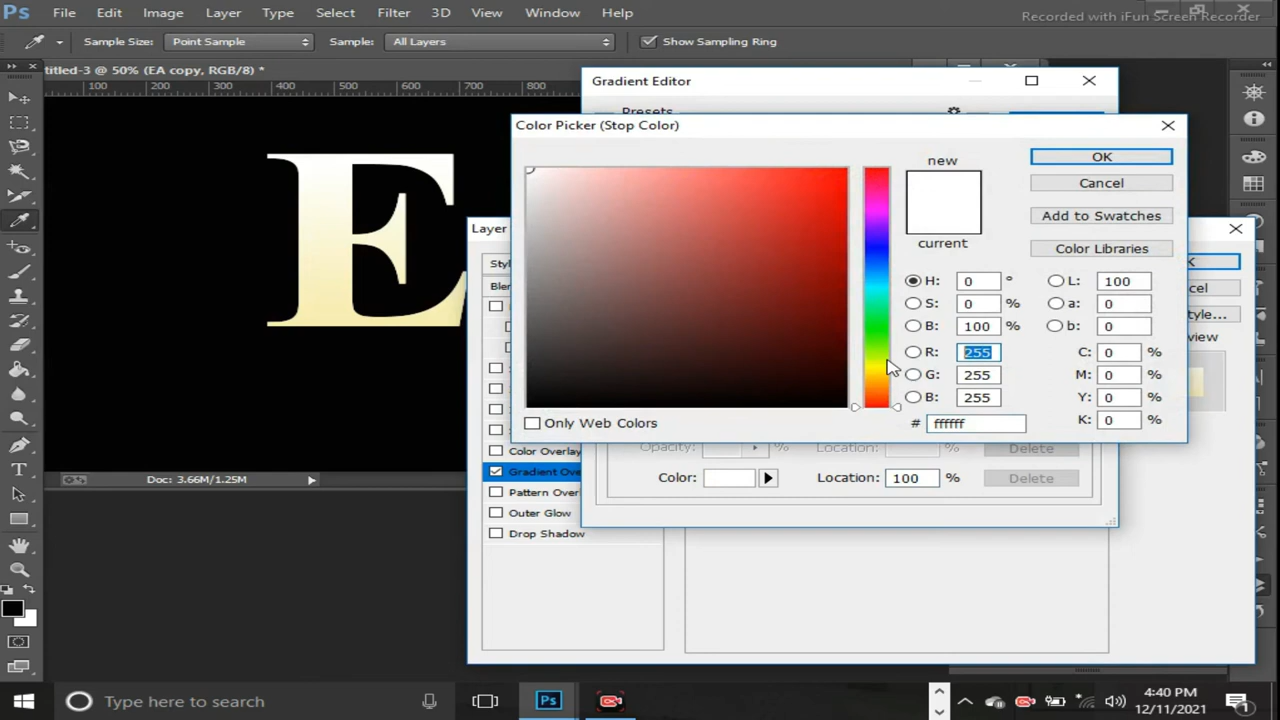 Ps File Edit Image Layer Type Select Filter 3D View Window Help
Recorded with iFun Screen Recorder
Sample Size: Point Sample Sample: All Layers Show Sampling Ring
titled-3 @ 50% (EA copy, RGB/8) *
100 200 300 400 500 600 700 800
Gradient Editor
Presets
Color Picker (Stop Color)
new
current
OK
Cancel
Add to Swatches
Color Libraries
H: 0 ° L: 100
S: 0 % a: 0
B: 100 % b: 0
R: 255 C: 0 %
G: 255 M: 0 %
B: 255 Y: 0 %
# ffffff K: 0 %
Only Web Colors
E
Layer
K
cel
tyle...
view
Opacity: % Location: % Delete
Color: Location: 100 % Delete
Color Overlay
Gradient Ove
Pattern Over
Outer Glow
Drop Shadow
Doc: 3.66M/1.25M
Type here to search
Ps
4:40 PM
12/11/2021
1